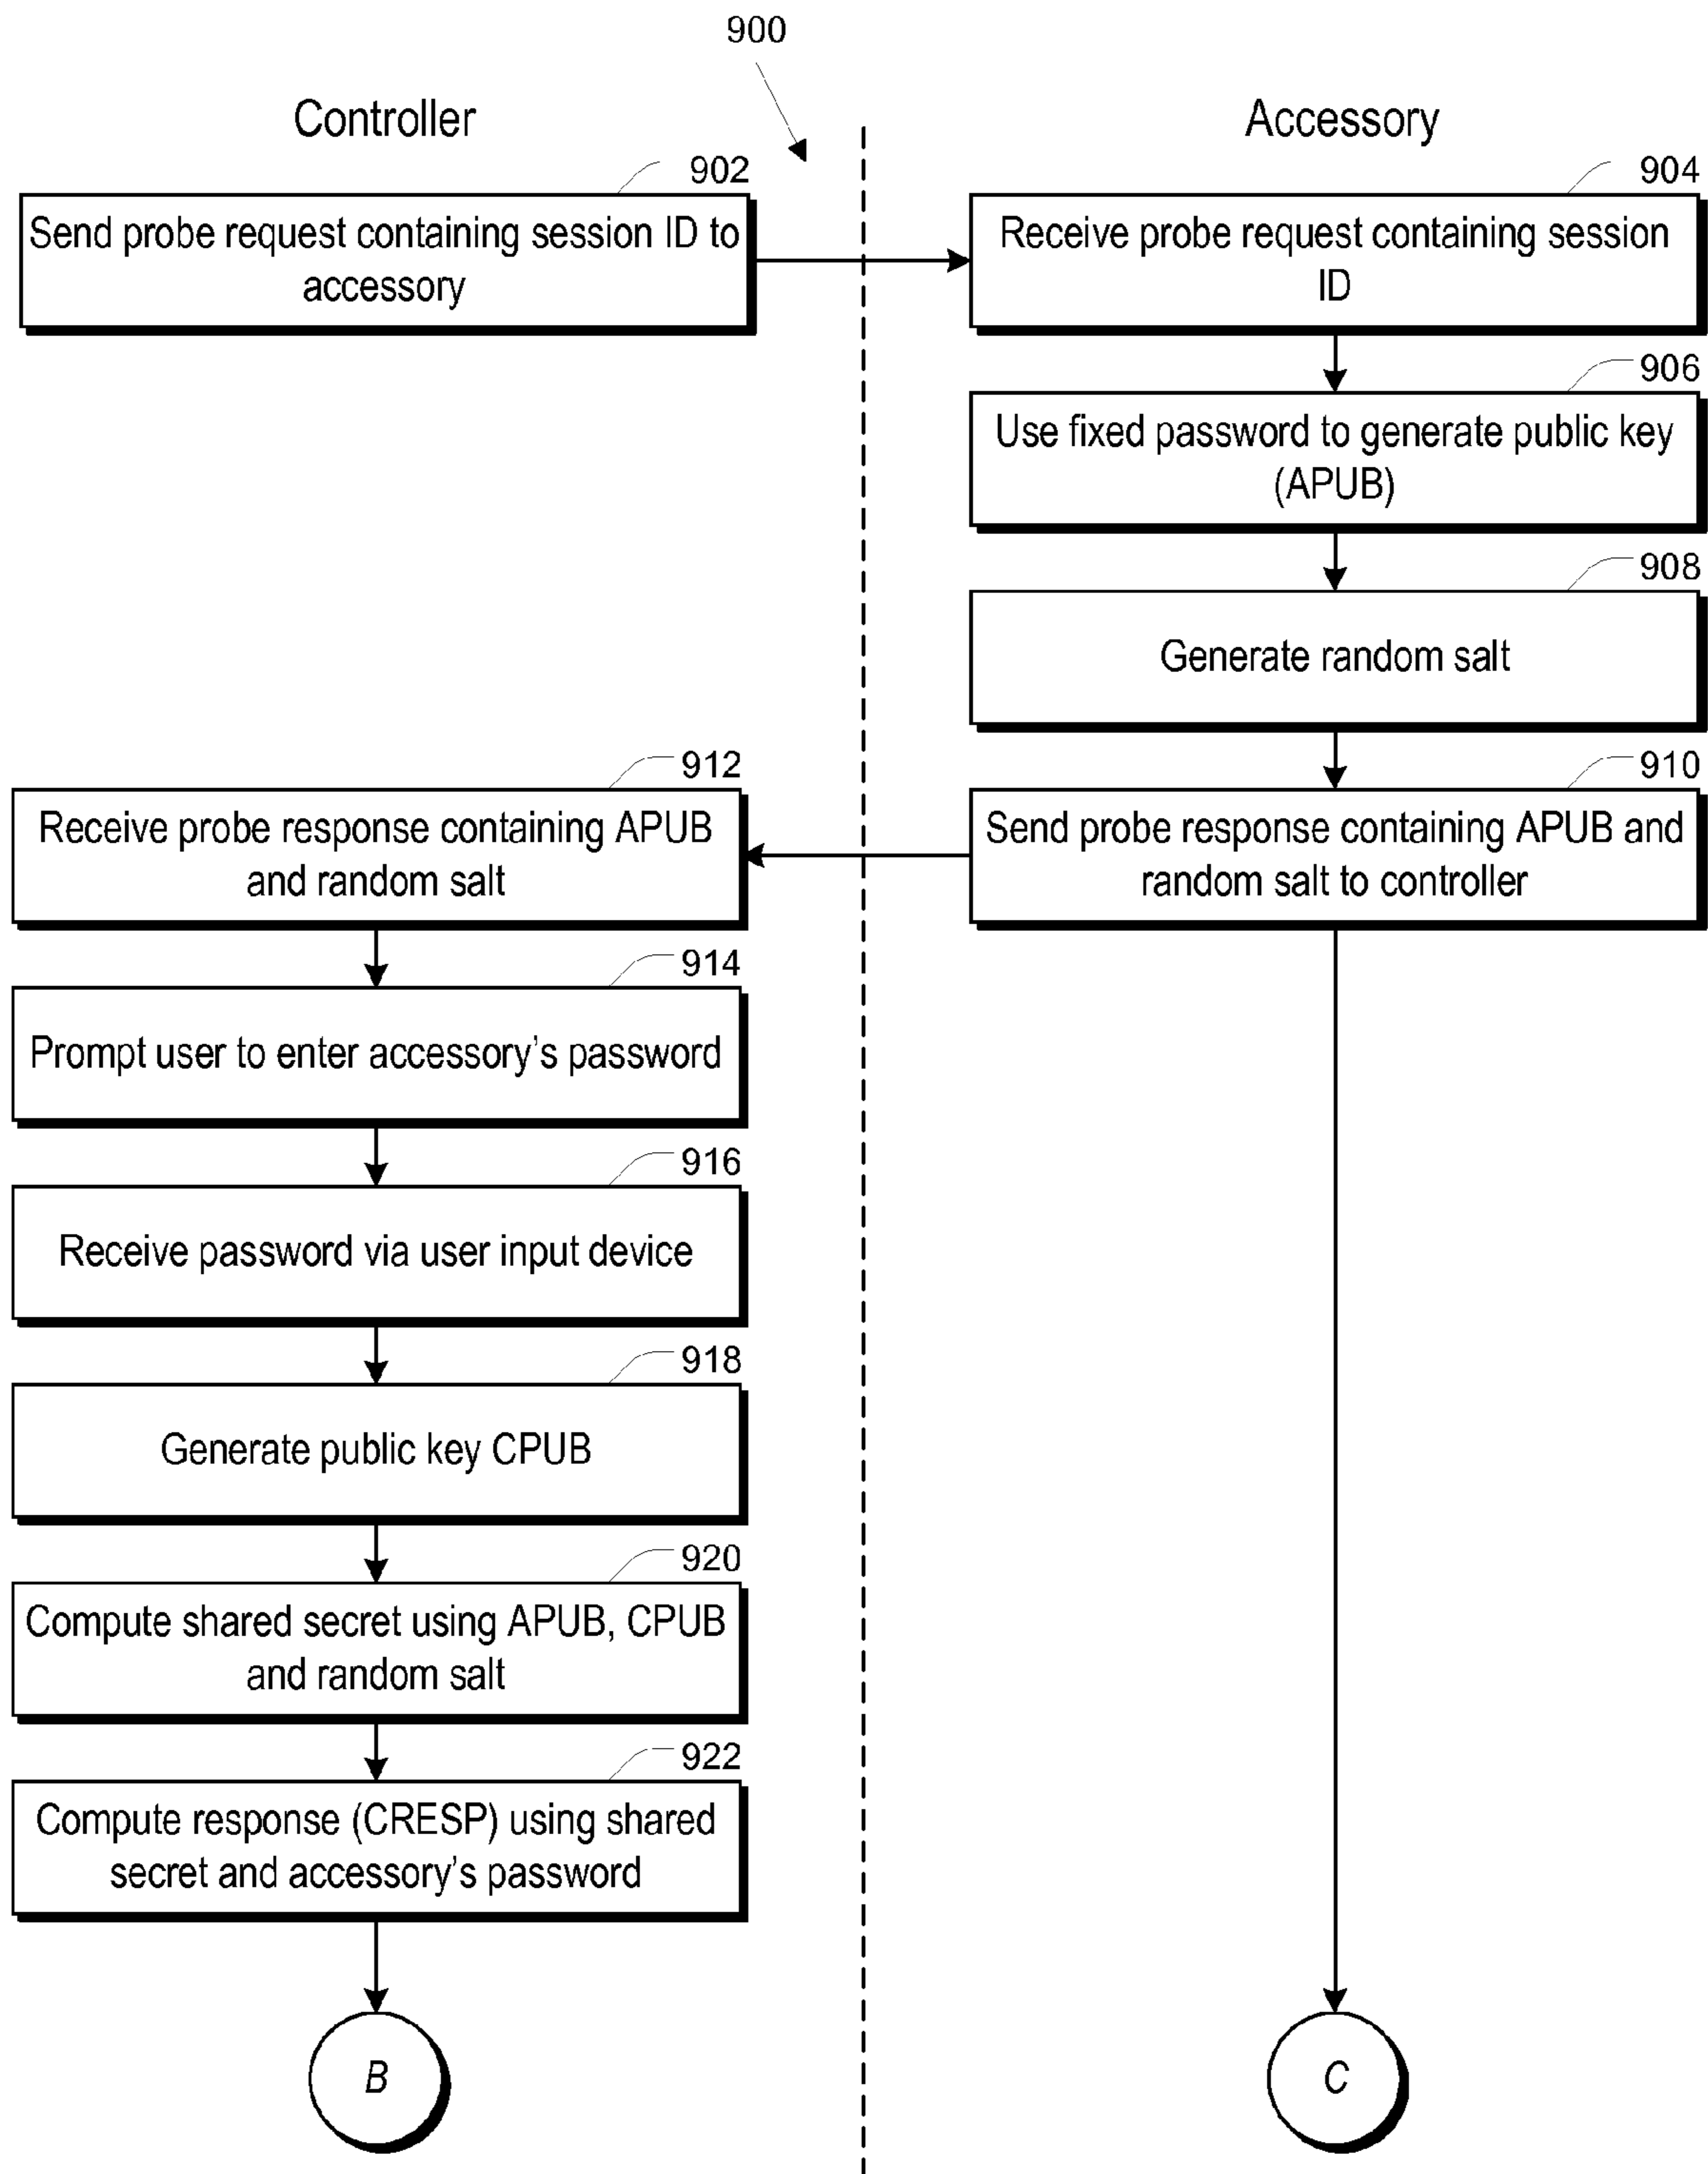 900
Controller
Accessory
902
904
Send probe request containing session ID to
accessory
Receive probe request containing session
ID
906
Use fixed password to generate public key
(APUB)
908
Generate random salt
912
910
Receive probe response containing APUB
and random salt
Send probe response containing APUB and
random salt to controller
914
Prompt user to enter accessory’s password
916
Receive password via user input device
918
Generate public key CPUB
920
Compute shared secret using APUB, CPUB
and random salt
922
Compute response (CRESP) using shared
secret and accessory’s password
B
C